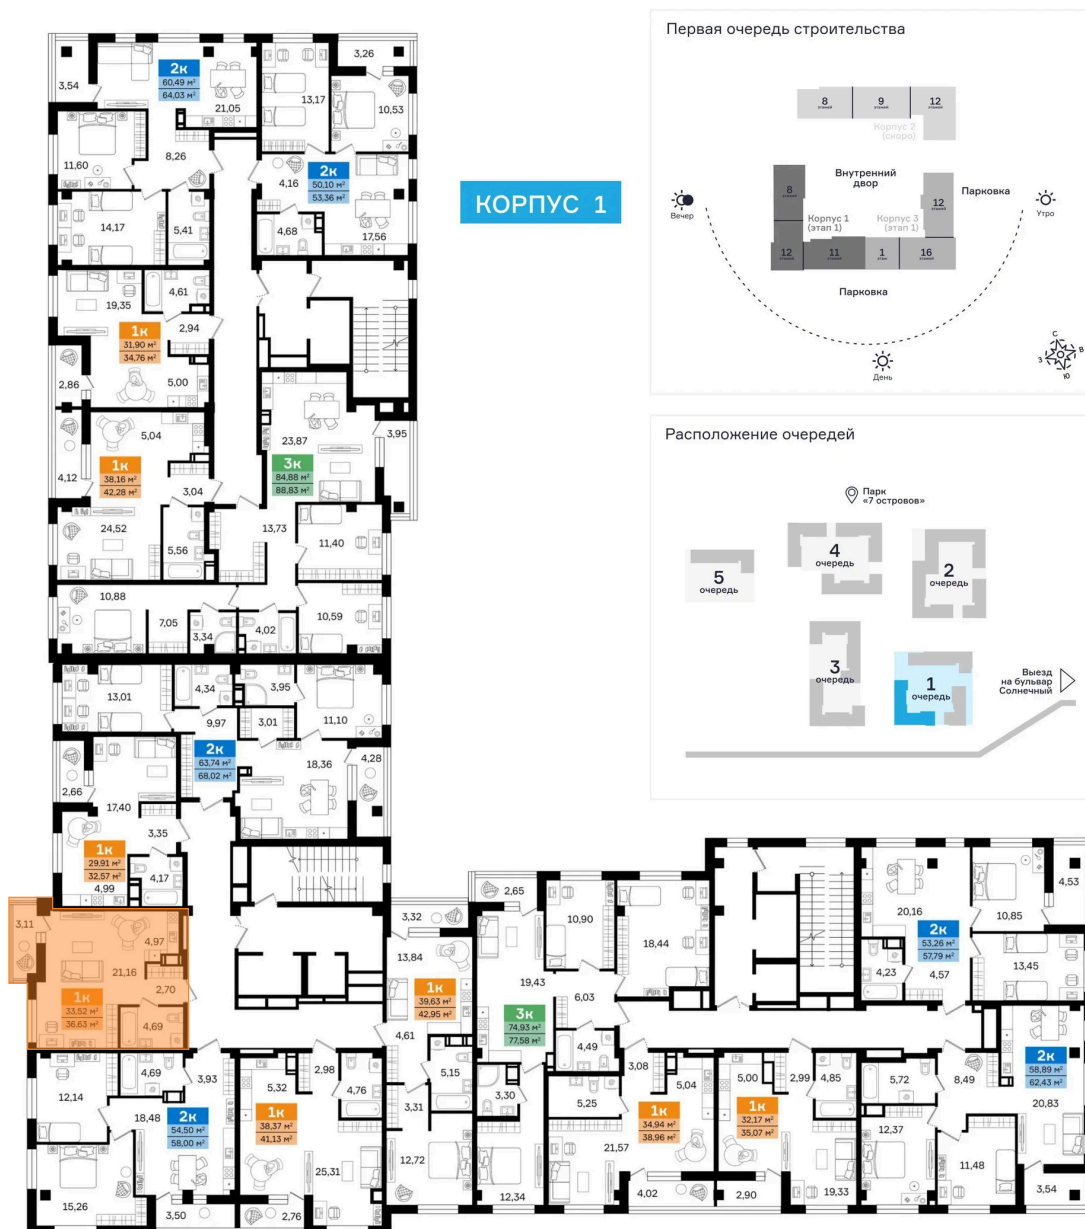 Первая очередь строительства
8
этажей
9
этажей
12
этажей
Корпус 2
(скоро)
Внутренний
двор
8
этажей
12
этажей
Парковка
Корпус 1
(этап 1)
Корпус 3
(этап 1)
12
этажей
11
этажей
1
этаж
16
этажей
Парковка
Вечер
Утро
День
С
В
Ю
З
КОРПУС 1
Расположение очередей
Парк
«7 островов»
5
очередь
4
очередь
2
очередь
3
очередь
1
очередь
Выезд
на бульвар
Солнечный
3,54
2к
60,49 м²
64,03 м²
21,05
11,60
8,26
14,17
5,41
13,17
3,26
10,53
4,16
2к
50,10 м²
53,36 м²
4,68
17,56
19,35
4,61
2,94
1к
31,90 м²
34,76 м²
2,86
5,00
5,04
1к
38,16 м²
42,28 м²
4,12
3,04
24,52
5,56
23,87
3,95
3к
84,88 м²
88,83 м²
13,73
11,40
10,88
7,05
3,34
4,02
10,59
13,01
4,34
3,95
11,10
9,97
3,01
2к
63,74 м²
68,02 м²
18,36
4,28
2,66
17,40
3,35
1к
29,91 м²
32,57 м²
4,17
4,99
3,11
4,97
21,16
2,70
1к
33,52 м²
36,63 м²
4,69
12,14
4,69
3,93
18,48
2к
54,50 м²
58,00 м²
15,26
3,50
5,32
2,98
4,76
1к
38,37 м²
41,13 м²
25,31
2,76
3,32
13,84
1к
39,63 м²
42,95 м²
4,61
5,15
3,31
12,72
2,65
10,90
18,44
19,43
6,03
3к
74,93 м²
77,58 м²
4,49
3,30
12,34
3,08
5,04
5,25
1к
34,94 м²
38,96 м²
21,57
4,02
5,00
2,99
4,85
1к
32,17 м²
35,07 м²
2,90
19,33
20,16
10,85
4,53
2к
53,26 м²
57,79 м²
4,23
4,57
13,45
5,72
8,49
2к
58,89 м²
62,43 м²
20,83
12,37
11,48
3,54